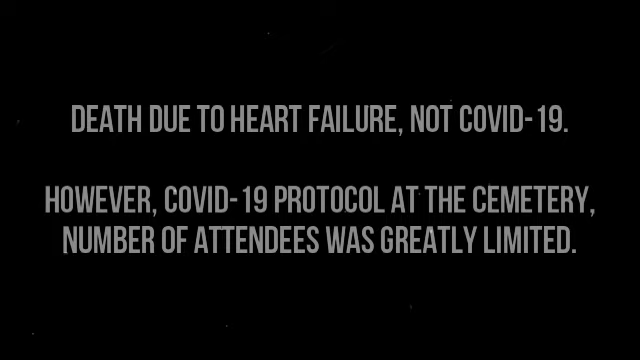 DEATH DUE TO HEART FAILURE, NOT COVID-19.
HOWEVER, COVID-19 PROTOCOL AT THE CEMETERY,
NUMBER OF ATTENDEES WAS GREATLY LIMITED.